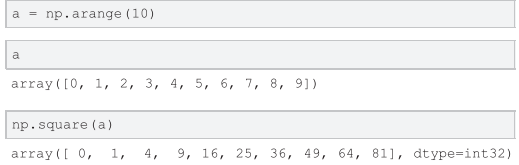 a = np.arange(10)
a
array([0, 1, 2, 3, 4, 5, 6, 7, 8, 9])
np.square(a)
array([ 0,  1,  4,  9, 16, 25, 36, 49, 64, 81], dtype=int32)